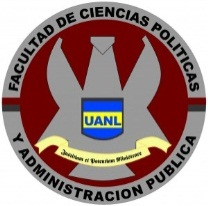 FACULTAD DE CIENCIAS POLITICAS
UANL
Y ADMINISTRACION PUBLICA